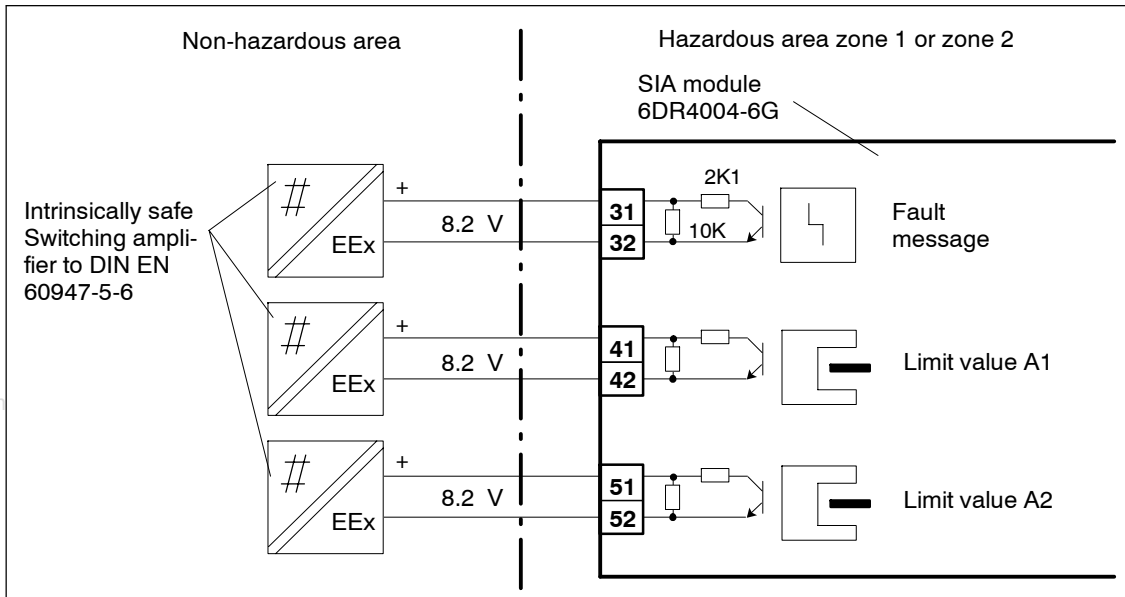 Non-hazardous area
Hazardous area zone 1 or zone 2
SIA module
6DR4004-6G
Intrinsically safe
Switching ampli-
fier to DIN EN
60947-5-6
+
8.2 V
EEx
31
32
2K1
10K
Fault
message
+
8.2 V
EEx
41
42
Limit value A1
+
8.2 V
EEx
51
52
Limit value A2